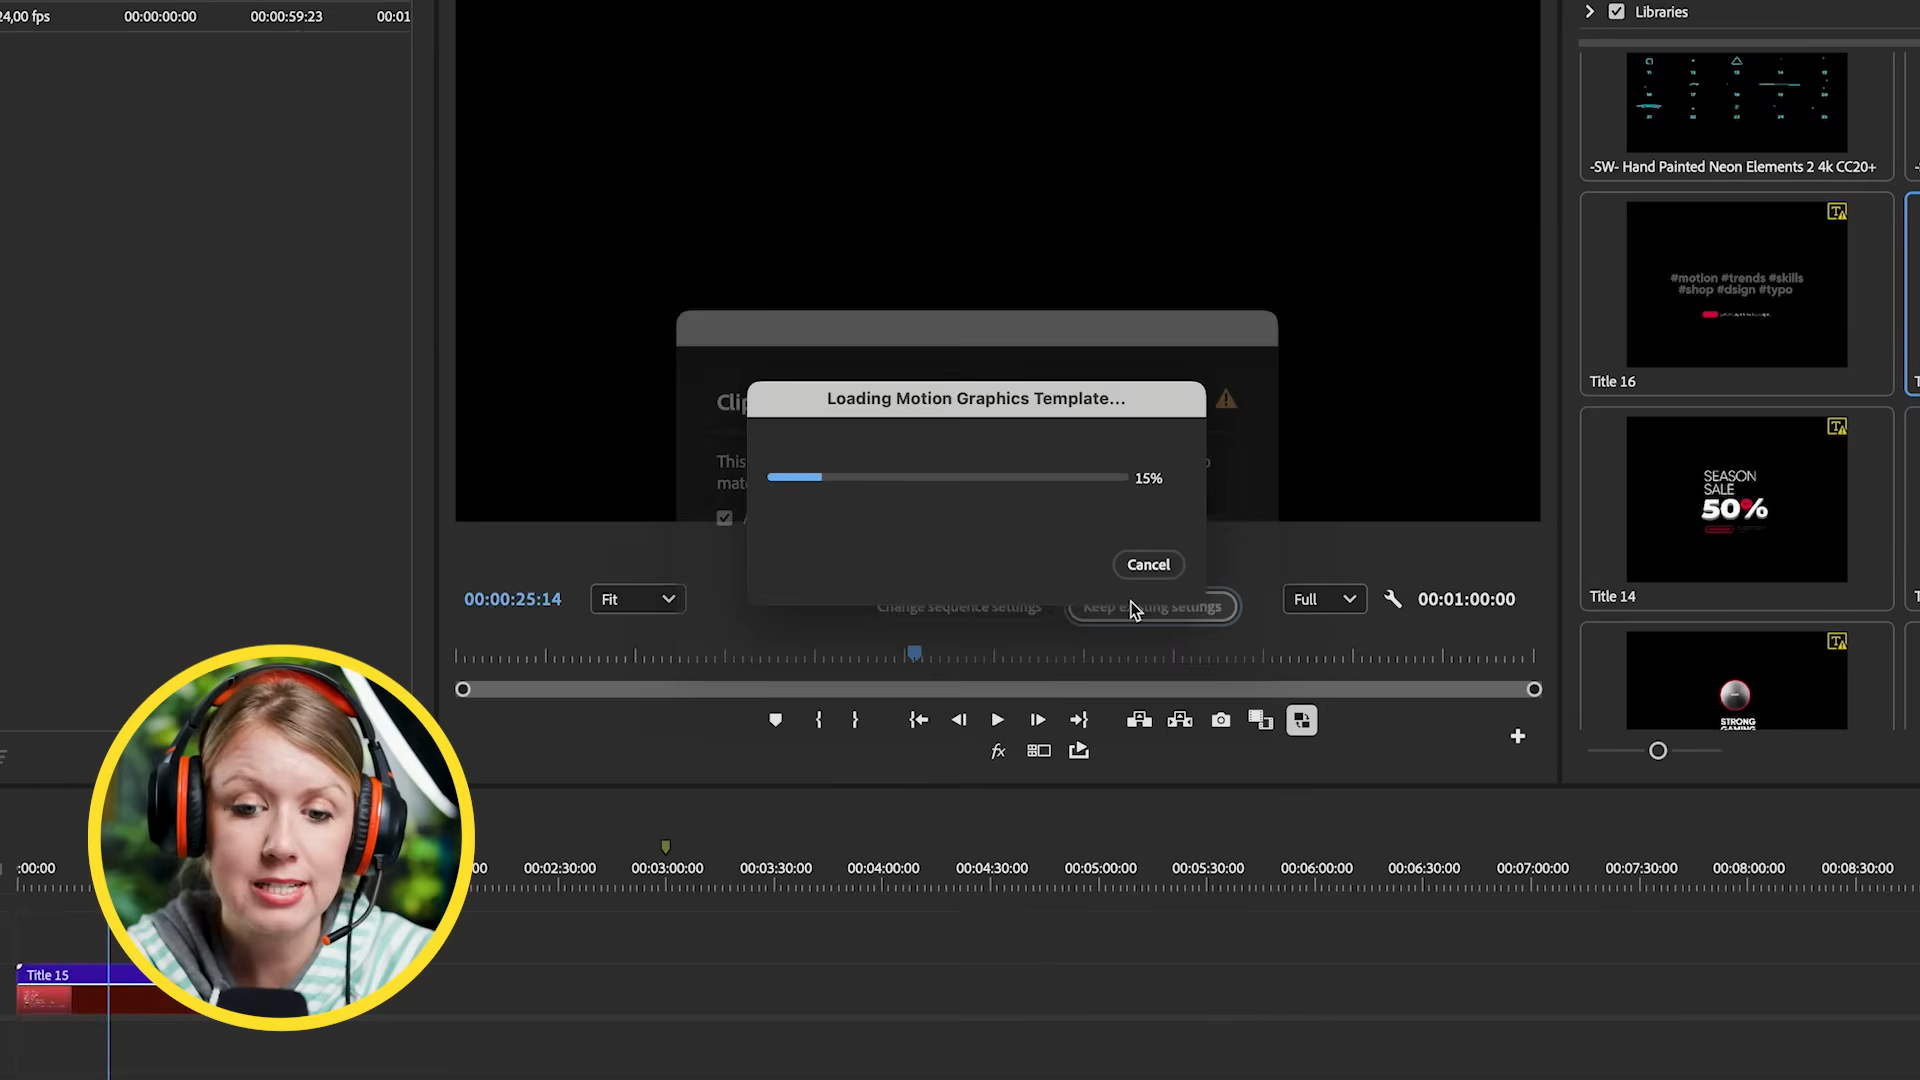 24,00 fps
00:00:00:00
00:00:59:23
00:01
Libraries
-SW- Hand Painted Neon Elements 2 4k CC20+
#motion #trends #skills
#shop #dsign #typo
Title 16
SEASON
SALE
50%
Title 14
STRONG
GAMING
Clip
Loading Motion Graphics Template...
This
mat
15%
Cancel
Change sequence settings
Keep existing settings
00:00:25:14
Fit
Full
00:01:00:00
fx
:00:00
00
00:02:30:00
00:03:00:00
00:03:30:00
00:04:00:00
00:04:30:00
00:05:00:00
00:05:30:00
00:06:00:00
00:06:30:00
00:07:00:00
00:07:30:00
00:08:00:00
00:08:30:00
Title 15